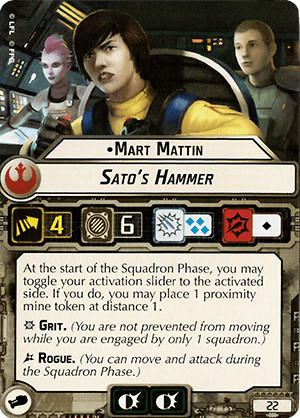 © LFL © FFG
•Mart Mattin
Sato's Hammer
4 6
At the start of the Squadron Phase, you may
toggle your activation slider to the activated
side. If you do, you may place 1 proximity
mine token at distance 1.
Grit. (You are not prevented from moving
while you are engaged by only 1 squadron.)
Rogue. (You can move and attack during
the Squadron Phase.)
22